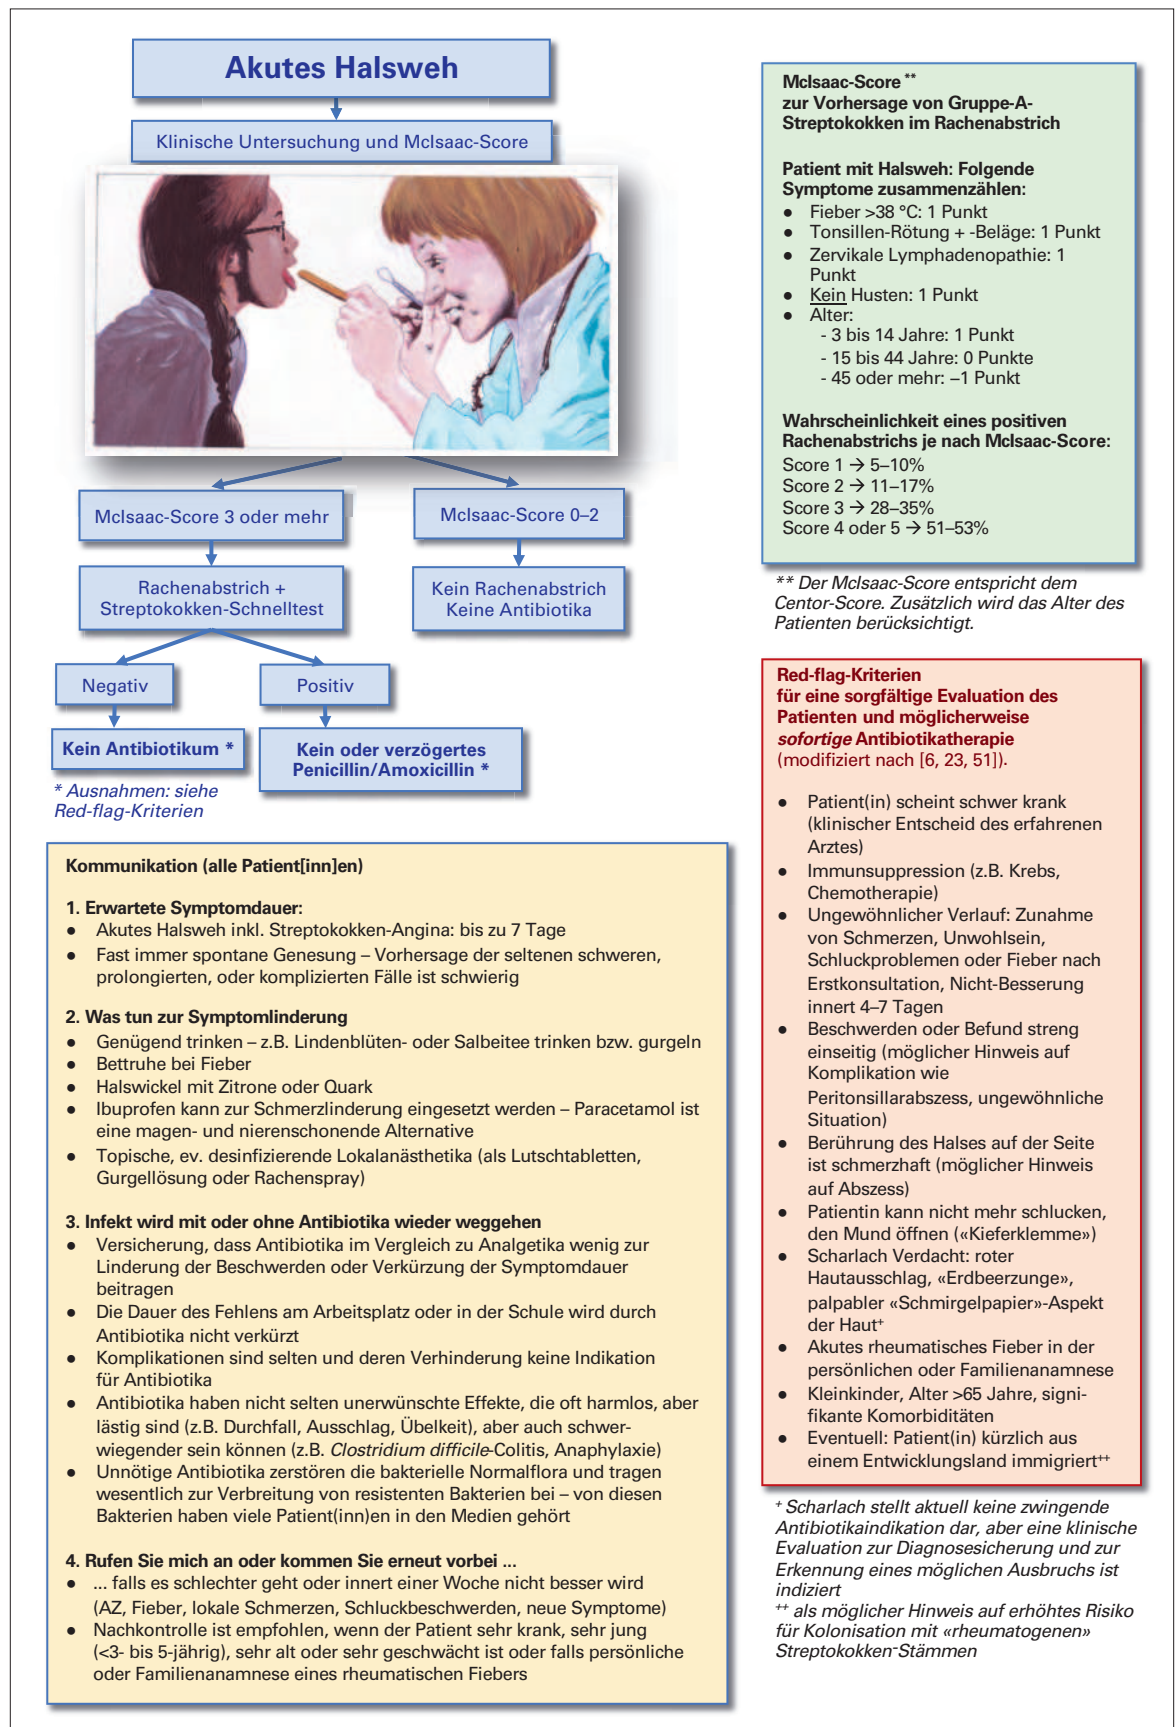 Akutes Halsweh
Klinische Untersuchung und McIsaac-Score
McIsaac-Score 3 oder mehr
McIsaac-Score 0–2
Rachenabstrich +
Streptokokken-Schnelltest
Kein Rachenabstrich
Keine Antibiotika
Negativ
Positiv
Kein Antibiotikum *
Kein oder verzögertes
Penicillin/Amoxicillin *
* Ausnahmen: siehe
Red-flag-Kriterien
Kommunikation (alle Patient[inn]en)
1. Erwartete Symptomdauer:
● Akutes Halsweh inkl. Streptokokken-Angina: bis zu 7 Tage
● Fast immer spontane Genesung – Vorhersage der seltenen schweren,
prolongierten, oder komplizierten Fälle ist schwierig
2. Was tun zur Symptomlinderung
● Genügend trinken – z.B. Lindenblüten- oder Salbeitee trinken bzw. gurgeln
● Bettruhe bei Fieber
● Halswickel mit Zitrone oder Quark
● Ibuprofen kann zur Schmerzlinderung eingesetzt werden – Paracetamol ist
eine magen- und nierenschonende Alternative
● Topische, ev. desinfizierende Lokalanästhetika (als Lutschtabletten,
Gurgellösung oder Rachenspray)
3. Infekt wird mit oder ohne Antibiotika wieder weggehen
● Versicherung, dass Antibiotika im Vergleich zu Analgetika wenig zur
Linderung der Beschwerden oder Verkürzung der Symptomdauer
beitragen
● Die Dauer des Fehlens am Arbeitsplatz oder in der Schule wird durch
Antibiotika nicht verkürzt
● Komplikationen sind selten und deren Verhinderung keine Indikation
für Antibiotika
● Antibiotika haben nicht selten unerwünschte Effekte, die oft harmlos, aber
lästig sind (z.B. Durchfall, Ausschlag, Übelkeit), aber auch schwer-
wiegender sein können (z.B. Clostridium difficile-Colitis, Anaphylaxie)
● Unnötige Antibiotika zerstören die bakterielle Normalflora und tragen
wesentlich zur Verbreitung von resistenten Bakterien bei – von diesen
Bakterien haben viele Patient(inn)en in den Medien gehört
4. Rufen Sie mich an oder kommen Sie erneut vorbei ...
● ... falls es schlechter geht oder innert einer Woche nicht besser wird
(AZ, Fieber, lokale Schmerzen, Schluckbeschwerden, neue Symptome)
● Nachkontrolle ist empfohlen, wenn der Patient sehr krank, sehr jung
(<3- bis 5-jährig), sehr alt oder sehr geschwächt ist oder falls persönliche
oder Familienanamnese eines rheumatischen Fiebers
McIsaac-Score **
zur Vorhersage von Gruppe-A-
Streptokokken im Rachenabstrich
Patient mit Halsweh: Folgende
Symptome zusammenzählen:
● Fieber >38 °C: 1 Punkt
● Tonsillen-Rötung + -Beläge: 1 Punkt
● Zervikale Lymphadenopathie: 1
Punkt
● Kein Husten: 1 Punkt
● Alter:
- 3 bis 14 Jahre: 1 Punkt
- 15 bis 44 Jahre: 0 Punkte
- 45 oder mehr: –1 Punkt
Wahrscheinlichkeit eines positiven
Rachenabstrichs je nach McIsaac-Score:
Score 1 → 5–10%
Score 2 → 11–17%
Score 3 → 28–35%
Score 4 oder 5 → 51–53%
** Der McIsaac-Score entspricht dem
Centor-Score. Zusätzlich wird das Alter des
Patienten berücksichtigt.
Red-flag-Kriterien
für eine sorgfältige Evaluation des
Patienten und möglicherweise
sofortige Antibiotikatherapie
(modifiziert nach [6, 23, 51]).
● Patient(in) scheint schwer krank
(klinischer Entscheid des erfahrenen
Arztes)
● Immunsuppression (z.B. Krebs,
Chemotherapie)
● Ungewöhnlicher Verlauf: Zunahme
von Schmerzen, Unwohlsein,
Schluckproblemen oder Fieber nach
Erstkonsultation, Nicht-Besserung
innert 4–7 Tagen
● Beschwerden oder Befund streng
einseitig (möglicher Hinweis auf
Komplikation wie
Peritonsillarabszess, ungewöhnliche
Situation)
● Berührung des Halses auf der Seite
ist schmerzhaft (möglicher Hinweis
auf Abszess)
● Patientin kann nicht mehr schlucken,
den Mund öffnen («Kieferklemme»)
● Scharlach Verdacht: roter
Hautausschlag, «Erdbeerzunge»,
palpabler «Schmirgelpapier»-Aspekt
der Haut⁺
● Akutes rheumatisches Fieber in der
persönlichen oder Familienanamnese
● Kleinkinder, Alter >65 Jahre, signi-
fikante Komorbiditäten
● Eventuell: Patient(in) kürzlich aus
einem Entwicklungsland immigriert⁺⁺
⁺ Scharlach stellt aktuell keine zwingende
Antibiotikaindikation dar, aber eine klinische
Evaluation zur Diagnosesicherung und zur
Erkennung eines möglichen Ausbruchs ist
indiziert
⁺⁺ als möglicher Hinweis auf erhöhtes Risiko
für Kolonisation mit «rheumatogenen»
Streptokokken-Stämmen